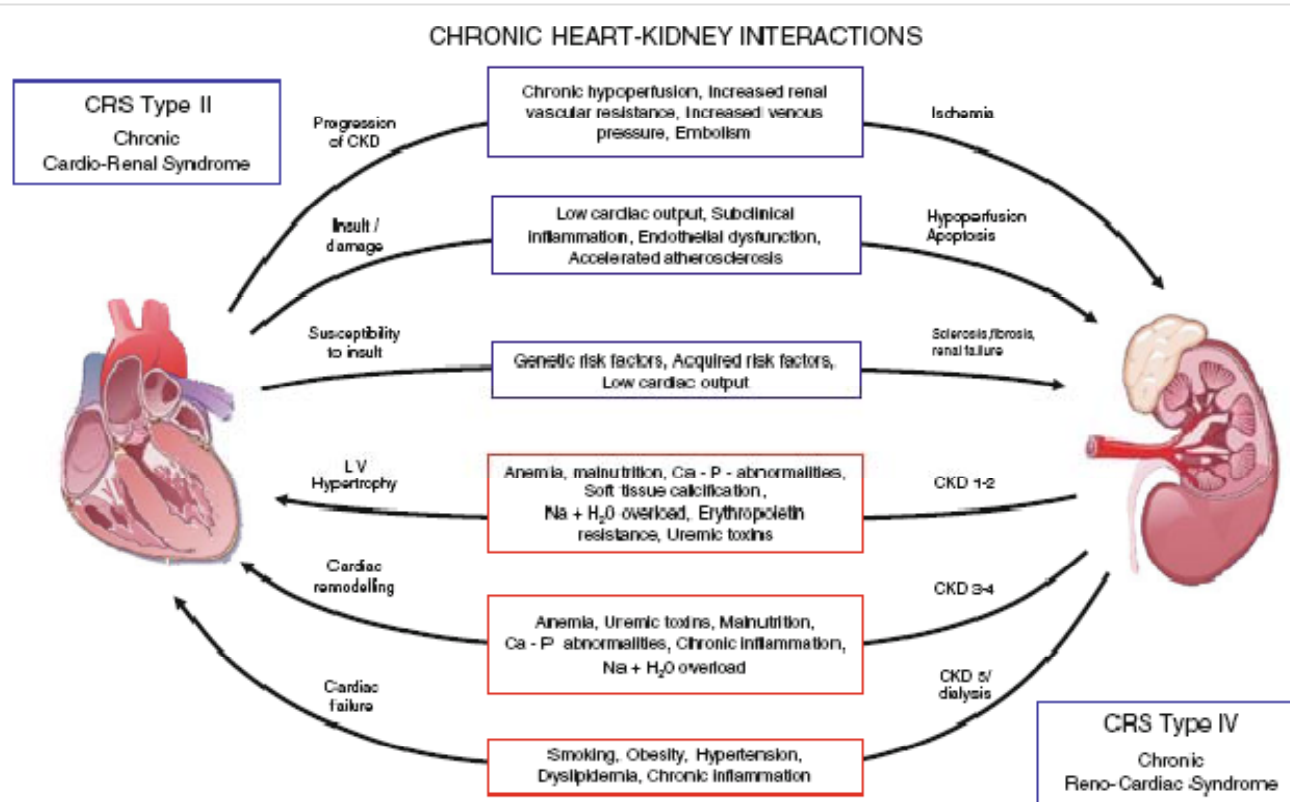 CHRONIC HEART-KIDNEY INTERACTIONS
CRS Type II
Chronic
Cardio-Renal Syndrome
Progression
of CKD
Chronic hypoperfusion, Increased renal
vascular resistance, Increased venous
pressure, Embolism
Ischemia
Insult /
damage
Low cardiac output, Subclinical
inflammation, Endothelial dysfunction,
Accelerated atherosclerosis
Hypoperfusion
Apoptosis
Susceptibility
to insult
Genetic risk factors, Acquired risk factors,
Low cardiac output
Sclerosis,fibrosis,
renal failure
LV
Hypertrophy
Anemia, malnutrition, Ca - P - abnormalities,
Soft tissue calcification,
Na + H₂0 overload, Erythropoietin
resistance, Uremic toxins
CKD 1-2
Cardiac
remodelling
Anemia, Uremic toxins, Malnutrition,
Ca - P abnormalities, Chronic inflammation,
Na + H₂0 overload
CKD 3-4
Cardiac
failure
Smoking, Obesity, Hypertension,
Dyslipidemia, Chronic inflammation
CKD 5/
dialysis
CRS Type IV
Chronic
Reno-Cardiac Syndrome